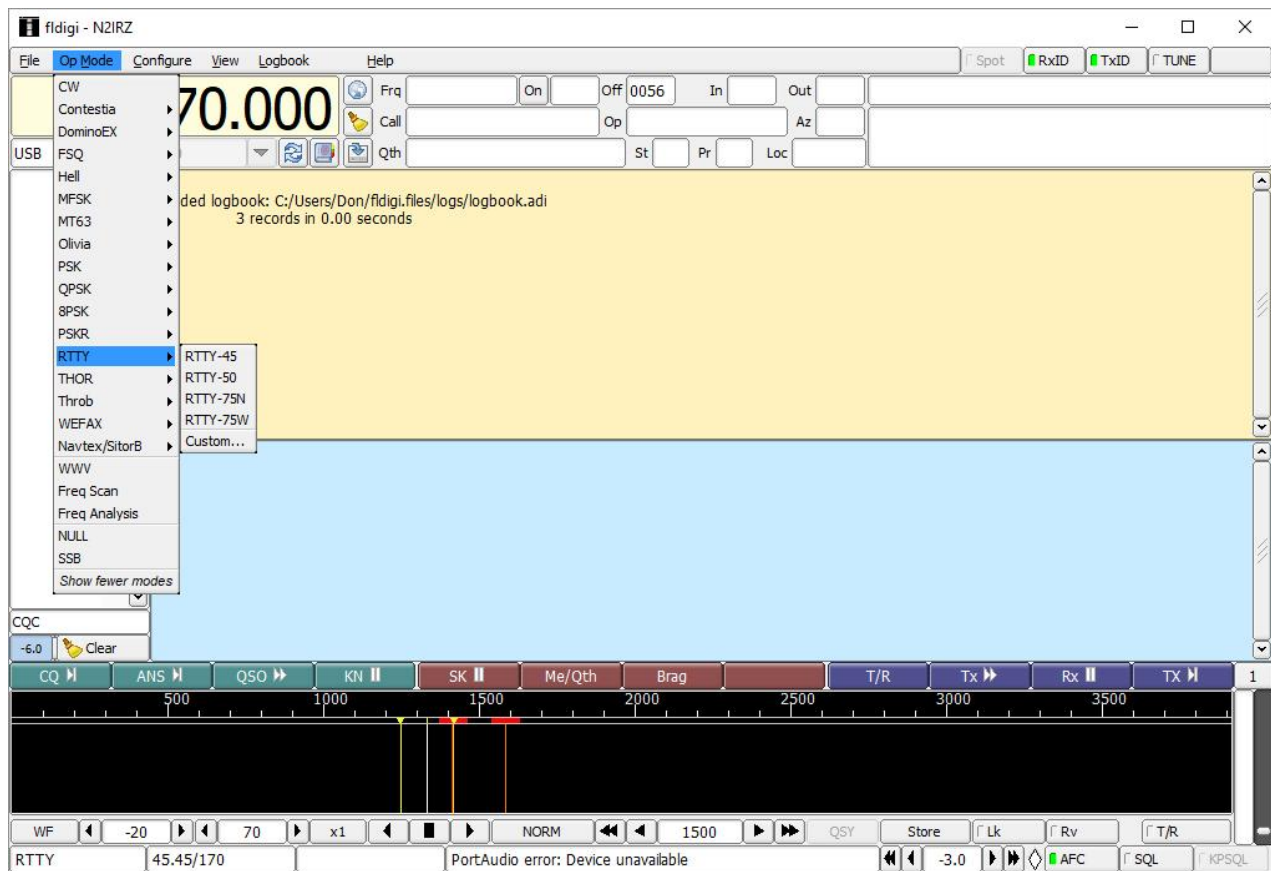 fldigi - N2IRZ
File Op Mode Configure View Logbook Help Spot RxID TxID TUNE
70.000 Frq On Off 0056 In Out
Call Op Az
USB Qth St Pr Loc
CW
Contestia
DominoEX
FSQ
Hell
MFSK
MT63
Olivia
PSK
QPSK
8PSK
PSKR
RTTY
THOR
Throb
WEFAX
Navtex/SitorB
WWV
Freq Scan
Freq Analysis
NULL
SSB
Show fewer modes
RTTY-45
RTTY-50
RTTY-75N
RTTY-75W
Custom...
ded logbook: C:/Users/Don/fldigi.files/logs/logbook.adi
3 records in 0.00 seconds
CQC
-6.0 Clear
CQ ANS QSO KN SK Me/Qth Brag T/R Tx Rx TX 1
500 1000 1500 2000 2500 3000 3500
WF -20 70 x1 NORM 1500 QSY Store Lk Rv T/R
RTTY 45.45/170 PortAudio error: Device unavailable -3.0 AFC SQL KPSQL